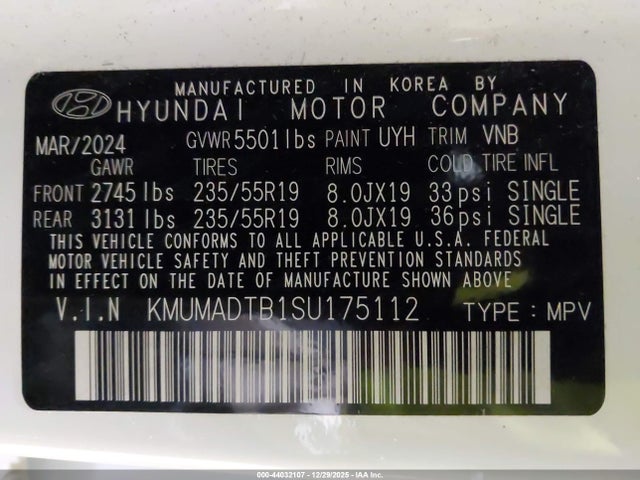 MANUFACTURED IN KOREA BY
HYUNDAI MOTOR COMPANY
MAR/2024 GVWR 5501lbs PAINT UYH TRIM VNB
GAWR TIRES RIMS COLD TIRE INFL
FRONT 2745lbs 235/55R19 8.0JX19 33psi SINGLE
REAR 3131lbs 235/55R19 8.0JX19 36psi SINGLE
THIS VEHICLE CONFORMS TO ALL APPLICABLE U.S.A. FEDERAL
MOTOR VEHICLE SAFETY AND THEFT PREVENTION STANDARDS
IN EFFECT ON THE DATE OF MANUFACTURE SHOWN ABOVE.
V.I.N KMUMADTB1SU175112 TYPE : MPV
000-44032107 - 12/29/2025 - IAA Inc.